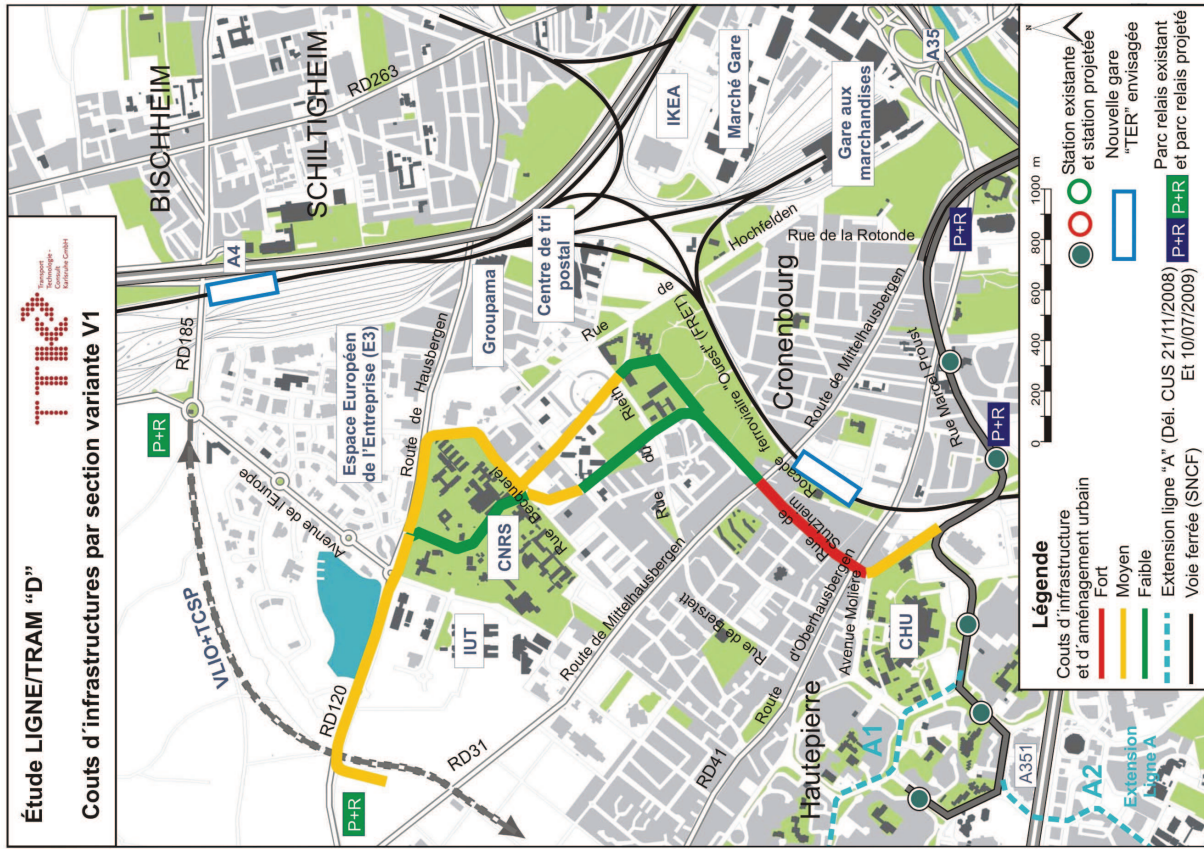 Étude LIGNE/TRAM “D”
TTK
Transport
Technologie-
Consult
Karlsruhe GmbH
Couts d´infrastructures par section variante V1
BISCHHEIM
SCHILTIGHEIM
RD263
A4
RD185
P+R
Avenue de l'Europe
VLIO+TCSP
Espace Européen
de l'Entreprise (E3)
Route de Hausbergen
Groupama
Centre de tri
postal
IKEA
Marché Gare
Gare aux
marchandises
A35
Hochfelden
Rue de la Rotonde
Rue de
Cronenbourg
Rocade ferroviaire "Ouest" (FRET)
Route de Mittelhausbergen
Rue Marcel Proust
P+R
P+R
Rue du Rieth
Rue Becquerel
CNRS
IUT
RD120
P+R
RD31
Route de Mittelhausbergen
Rue de Berstett
Rue de Stutzheim
Route d'Oberhausbergen
Avenue Molière
RD41
CHU
Hautepierre
A1
A351
A2
Extension
Ligne A
Légende
Couts d´infrastructure
et d´aménagement urbain
Fort
Moyen
Faible
Extension ligne “A” (Dél. CUS 21/11/2008)
Et 10/07/2009)
Voie ferrée (SNCF)
0 200 400 600 800 1000 m
N
Station existante
et station projetée
Nouvelle gare
“TER” envisagée
P+R P+R
Parc relais existant
et parc relais projeté